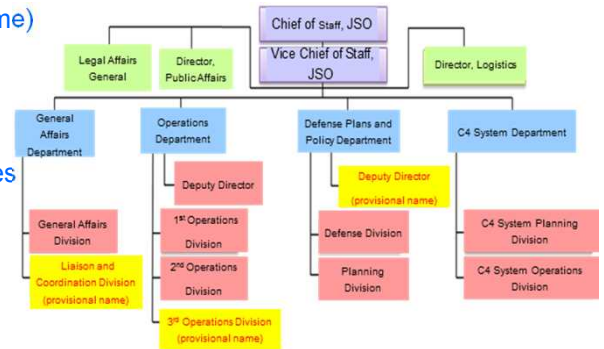 me)
Chief of Staff, JSO
Vice Chief of Staff,
JSO
Legal Affairs
General
Director,
Public Affairs
Director, Logistics
General
Affairs
Department
Operations
Department
Defense Plans and
Policy Department
C4 System Department
es
Deputy Director
Deputy Director
(provisional name)
General Affairs
Division
1st Operations
Division
Defense Division
C4 System Planning
Division
Liaison and
Coordination Division
(provisional name)
2nd Operations
Division
Planning
Division
C4 System Operations
Division
3rd Operations Division
(provisional name)